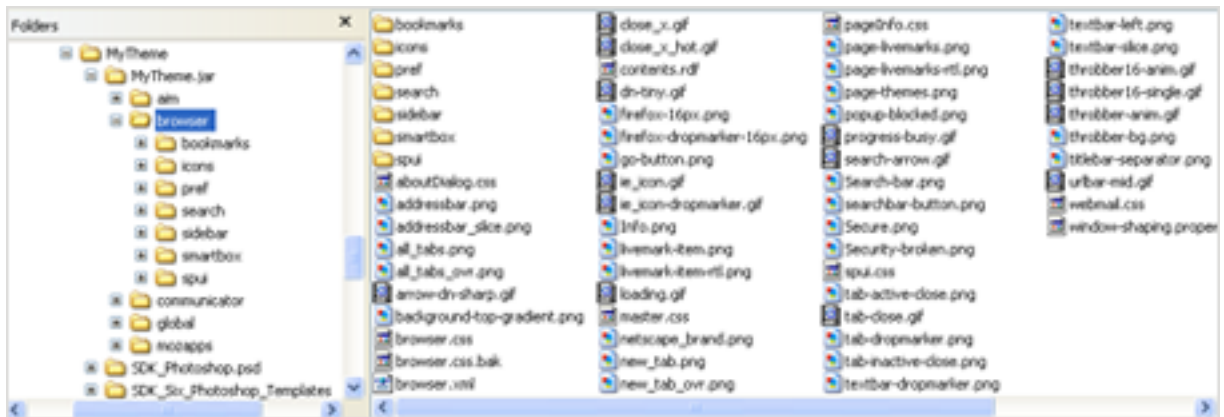 Folders
MyTheme
MyTheme.jar
aim
browser
bookmarks
icons
pref
search
sidebar
smartbox
spui
communicator
global
mozapps
SDK_Photoshop.psd
SDK_Six_Photoshop_Templates
bookmarks
icons
pref
search
sidebar
smartbox
spui
aboutDialog.css
addressbar.png
addressbar_slice.png
all_tabs.png
all_tabs_ovr.png
arrow-dn-sharp.gif
background-top-gradient.png
browser.css
browser.css.bak
browser.xml
close_x.gif
close_x_hot.gif
contents.rdf
dn-tiny.gif
firefox-16px.png
firefox-dropmarker-16px.png
go-button.png
ie_icon.gif
ie_icon-dropmarker.gif
Info.png
livemark-item.png
livemark-item-rtl.png
loading.gif
master.css
netscape_brand.png
new_tab.png
new_tab_ovr.png
pageInfo.css
page-livemarks.png
page-livemarks-rtl.png
page-themes.png
popup-blocked.png
progress-busy.gif
search-arrow.gif
Search-bar.png
searchbar-button.png
Secure.png
Security-broken.png
spui.css
tab-active-close.png
tab-close.gif
tab-dropmarker.png
tab-inactive-close.png
textbar-dropmarker.png
textbar-left.png
textbar-slice.png
throbber16-anim.gif
throbber16-single.gif
throbber-anim.gif
throbber-bg.png
titlebar-separator.png
urlbar-mid.gif
webmail.css
window-shaping.proper